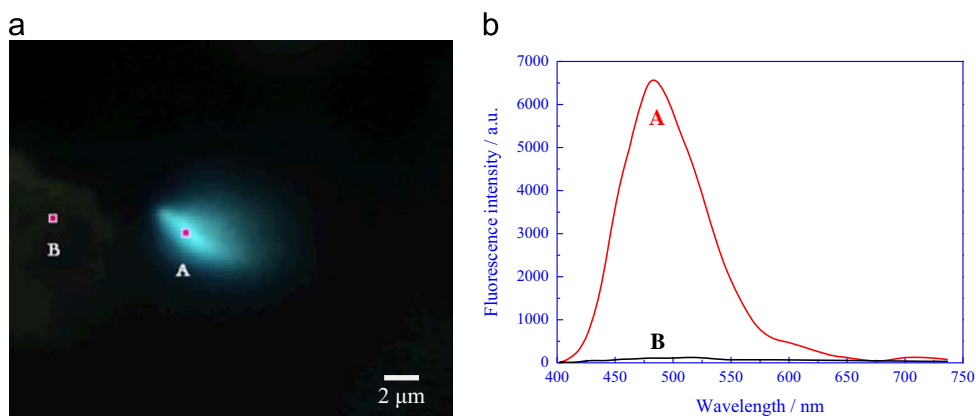 a
B
A
2 μm
b
Fluorescence intensity / a.u.
7000
6000
5000
4000
3000
2000
1000
0
A
B
400 450 500 550 600 650 700 750
Wavelength / nm